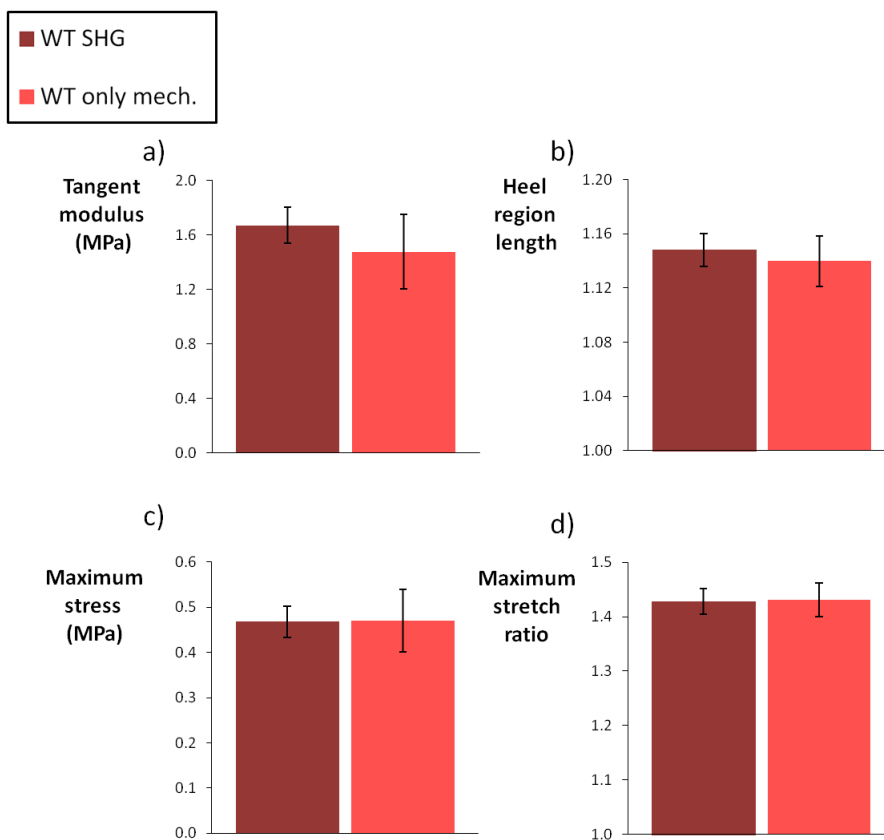 WT SHG
WT only mech.
a)
Tangent
modulus
(MPa)
2.0
1.6
1.2
0.8
0.4
0.0
b)
Heel
region
length
1.20
1.16
1.12
1.08
1.04
1.00
c)
Maximum
stress
(MPa)
0.6
0.5
0.4
0.3
0.2
0.1
0.0
d)
Maximum
stretch
ratio
1.5
1.4
1.3
1.2
1.1
1.0